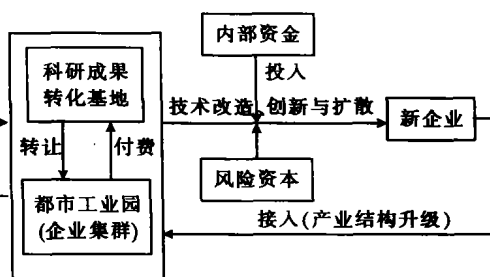 内部资金
科研成果
转化基地
投入
技术改造、创新与扩散
新企业
转让
付费
风险资本
都市工业园
(企业集群)
接入(产业结构升级)